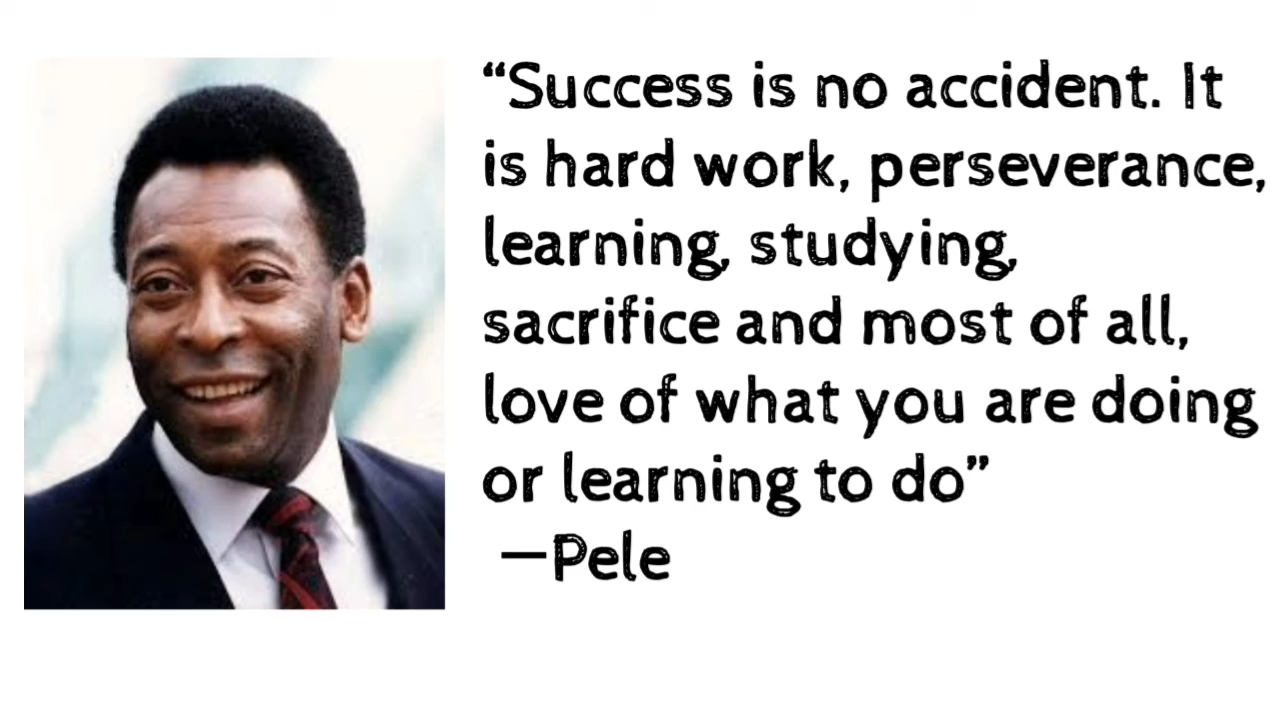 “Success is no accident. It
is hard work, perseverance,
learning, studying,
sacrifice and most of all,
love of what you are doing
or learning to do”
—Pele